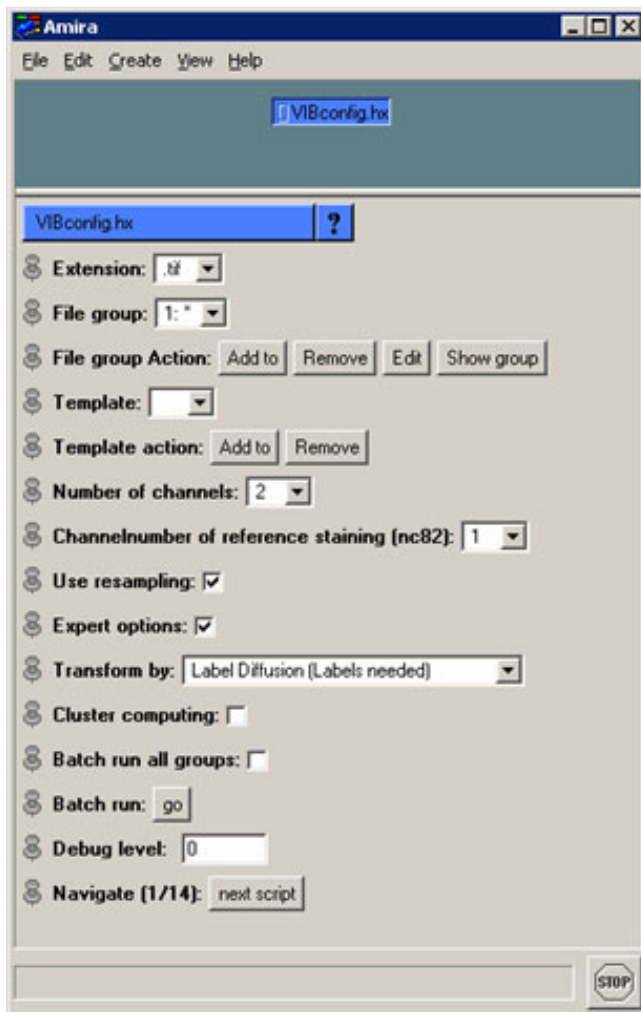 Amira
File Edit Create View Help
VIBconfig.hx
VIBconfig.hx ?
Extension: .tif
File group: 1: *
File group Action: Add to Remove Edit Show group
Template:
Template action: Add to Remove
Number of channels: 2
Channelnumber of reference staining (nc82): 1
Use resampling:
Expert options:
Transform by: Label Diffusion (Labels needed)
Cluster computing:
Batch run all groups:
Batch run: go
Debug level: 0
Navigate (1/14): next script
STOP